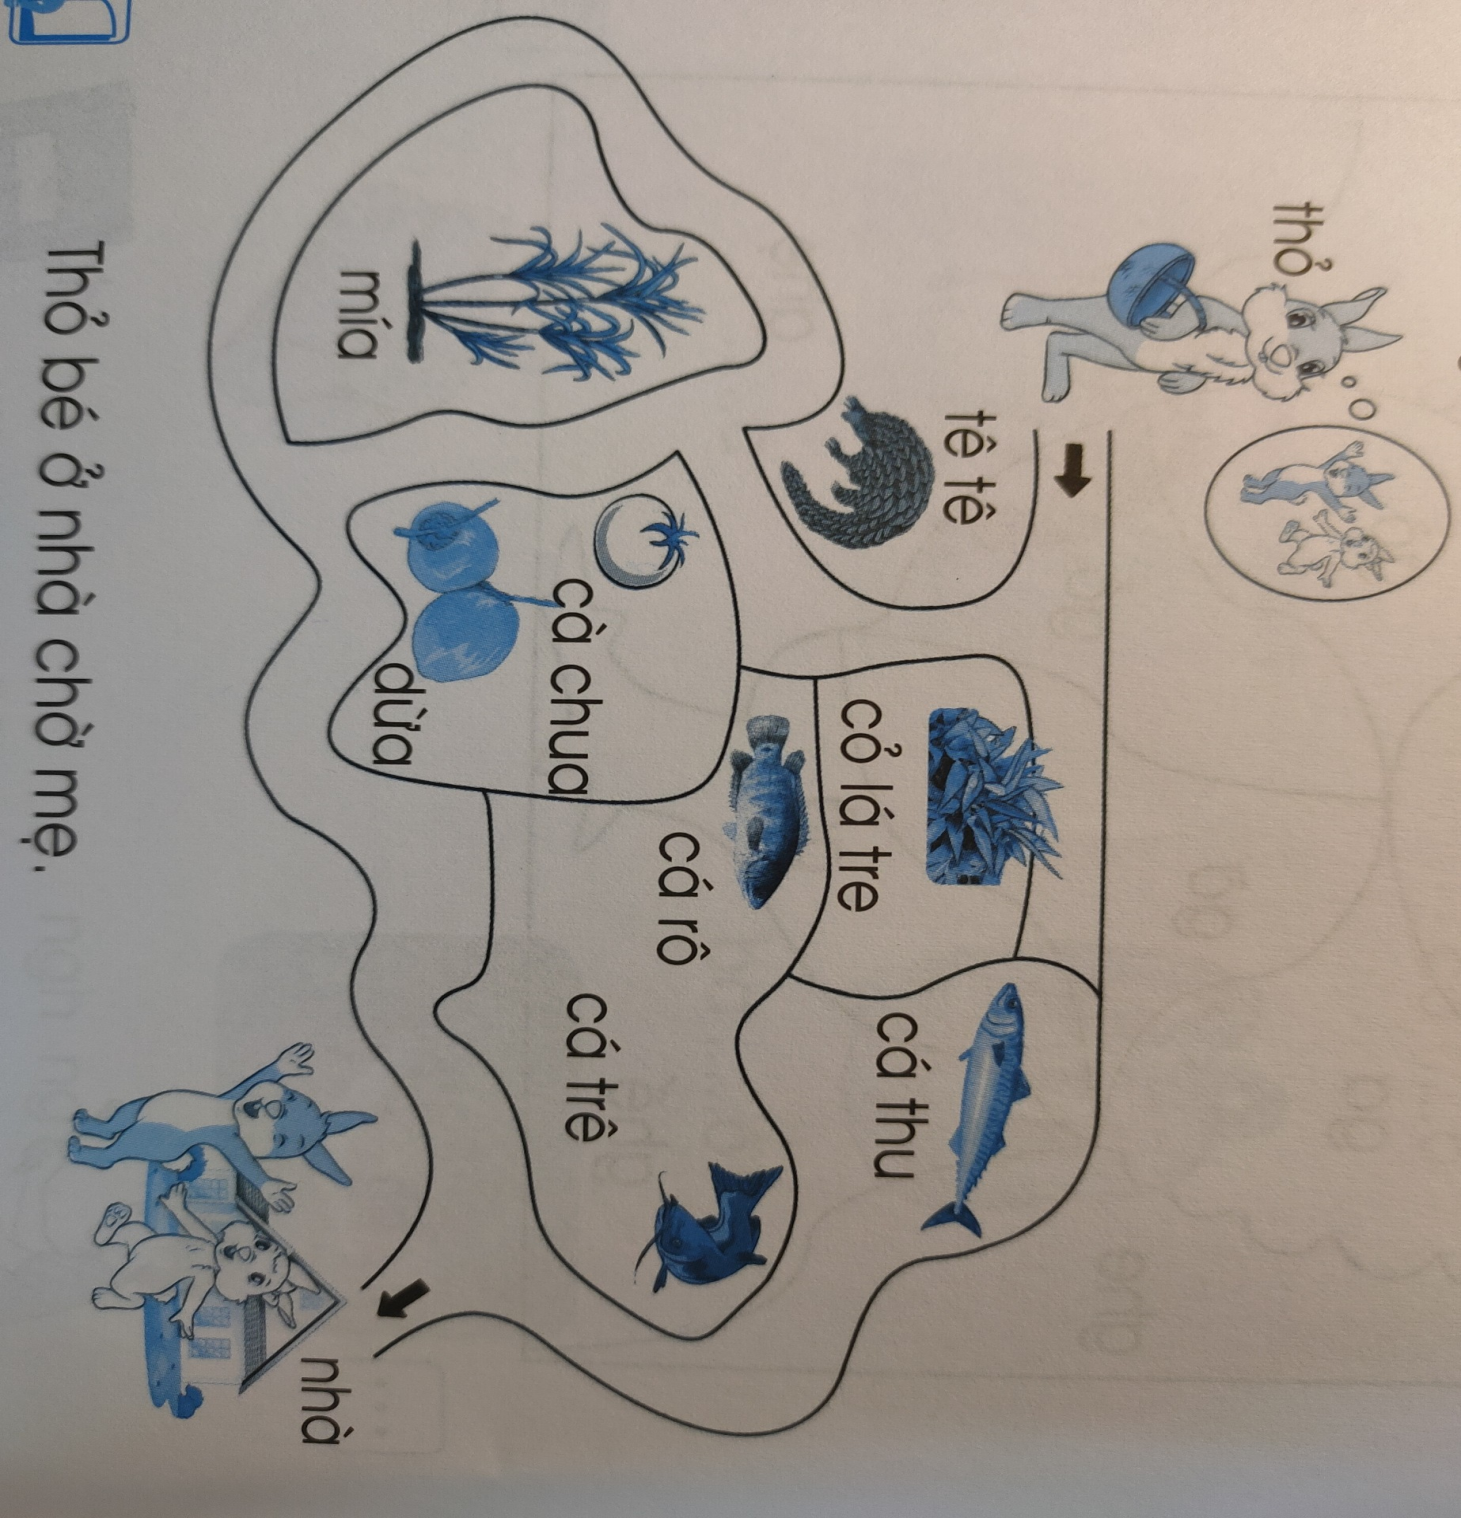 thỏ
tê tê
cỏ lá tre
cá thu
cà chua
cá rô
cá trê
mía
dừa
nhà
Thỏ bé ở nhà chờ mẹ.